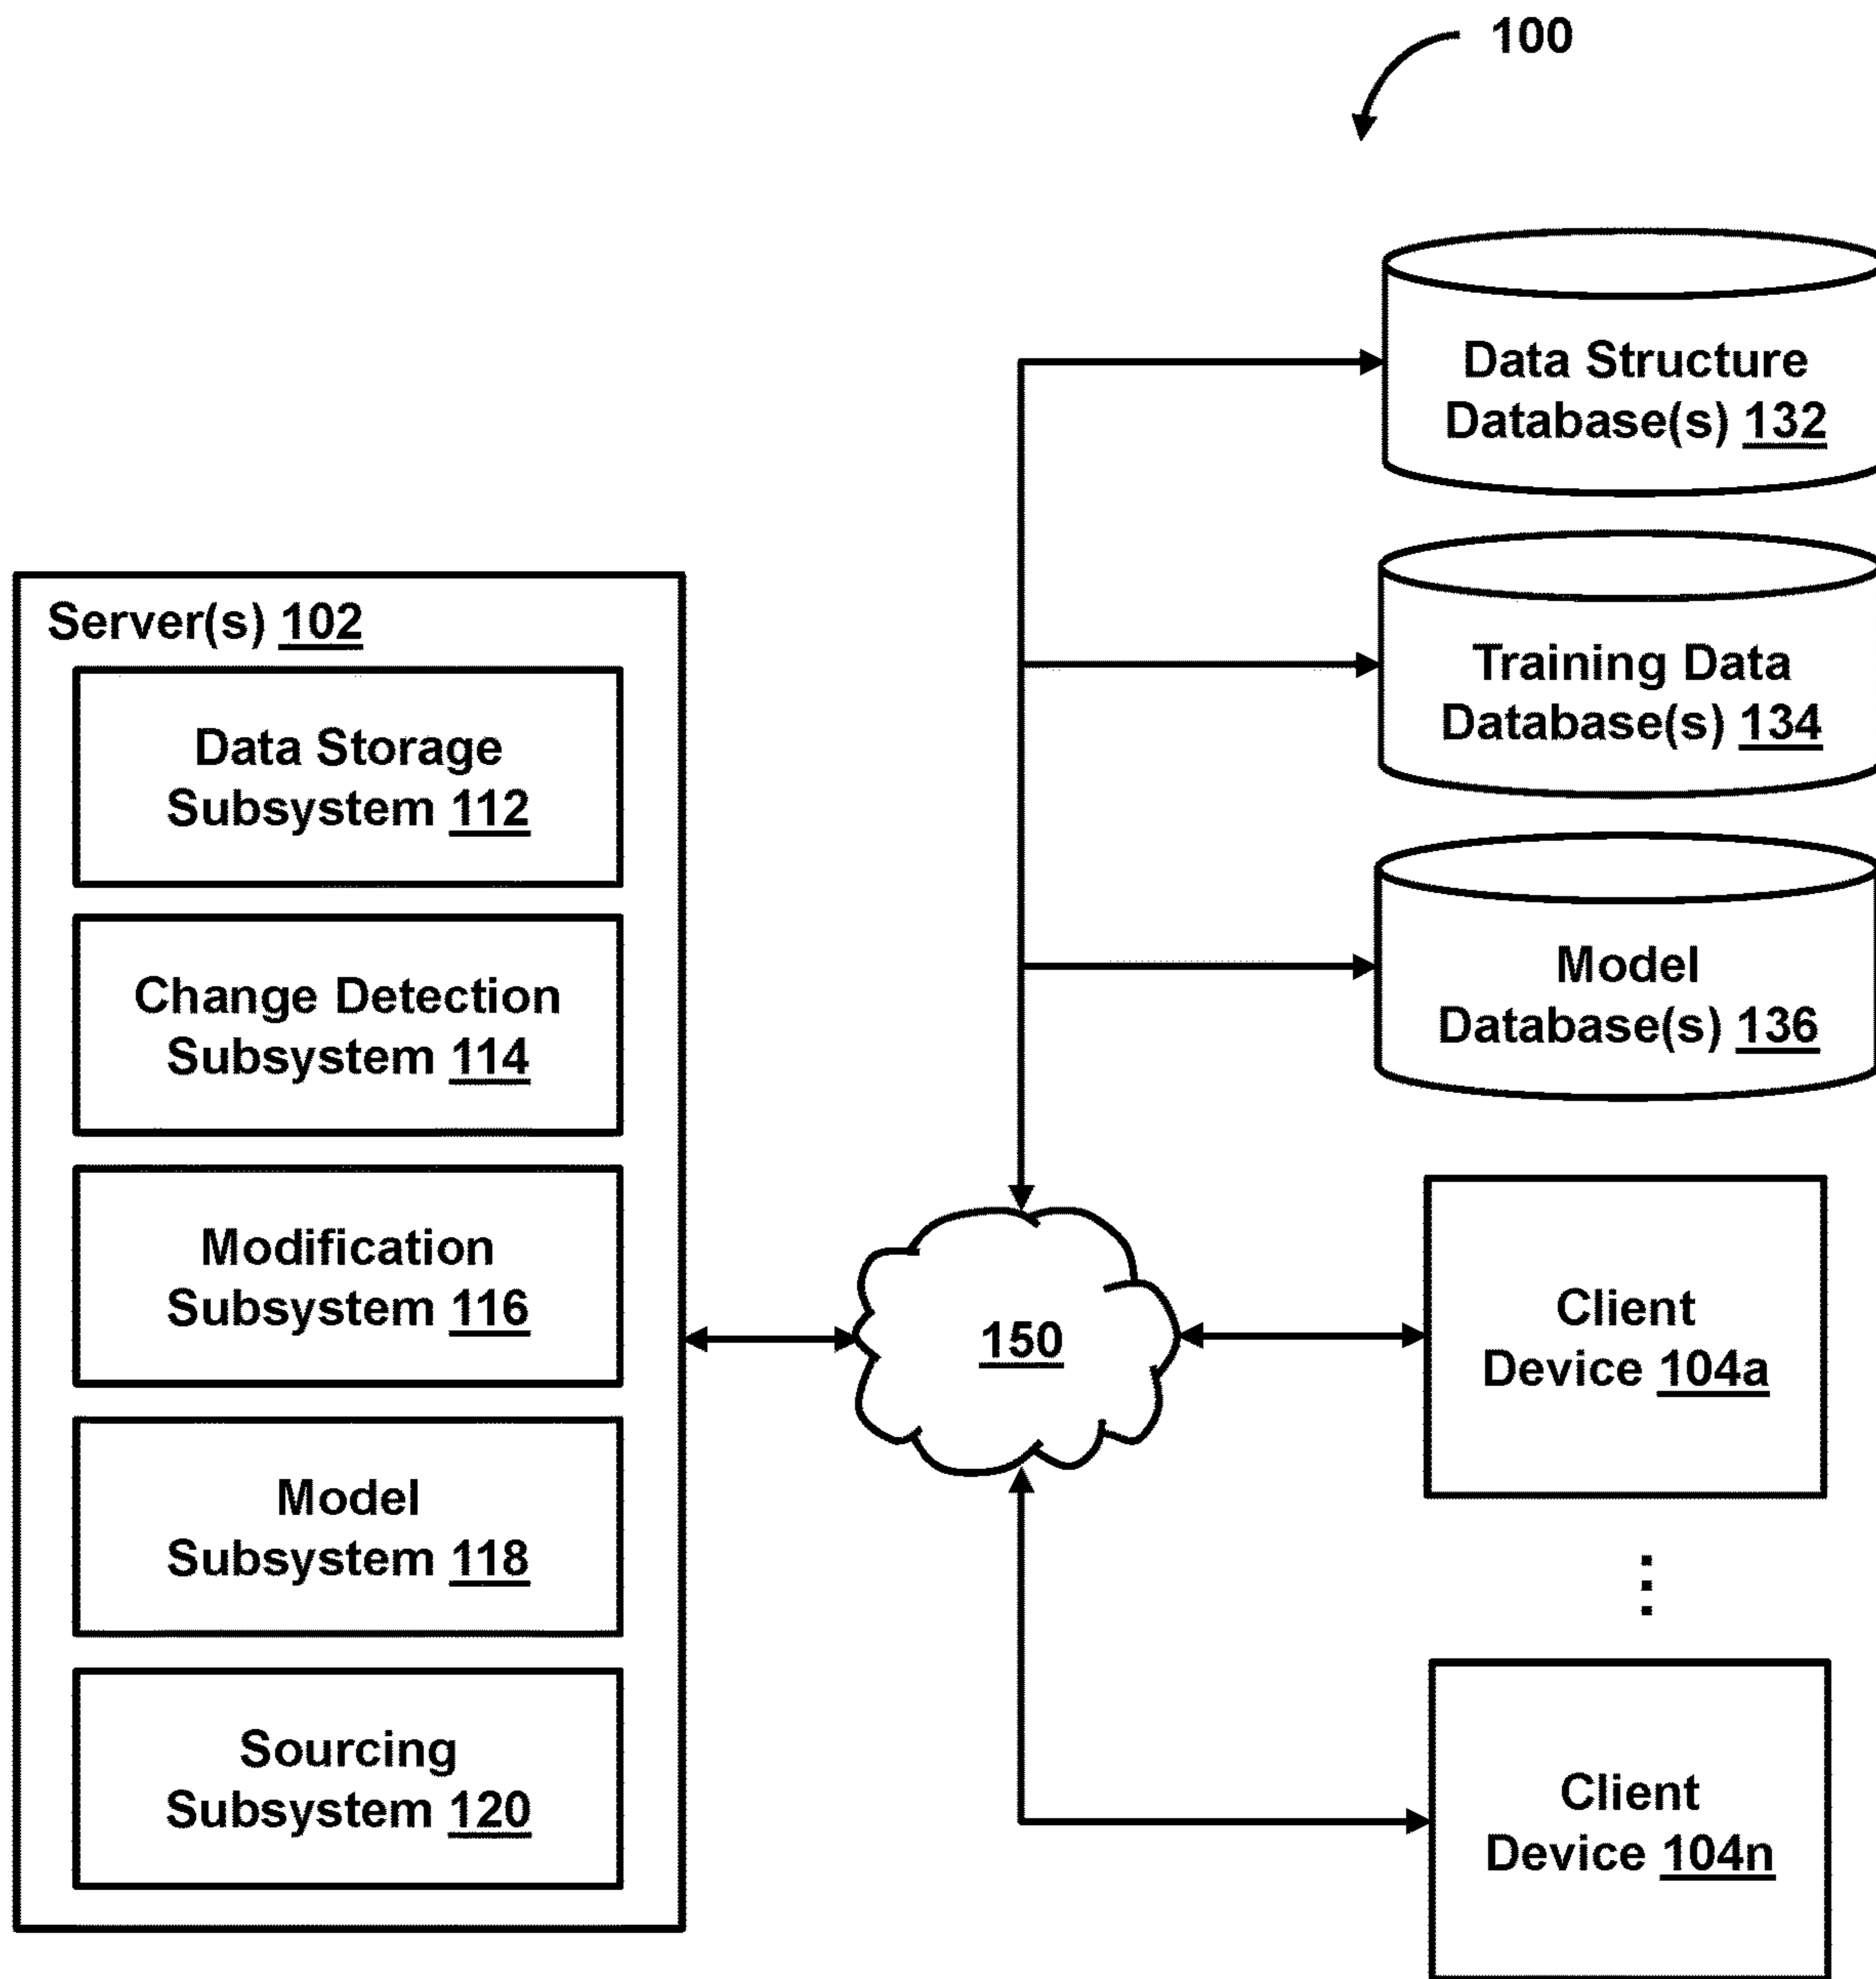 100
Data Structure
Database(s) 132
Training Data
Database(s) 134
Model
Database(s) 136
Server(s) 102
Data Storage
Subsystem 112
Change Detection
Subsystem 114
Modification
Subsystem 116
Model
Subsystem 118
Sourcing
Subsystem 120
150
Client
Device 104a
Client
Device 104n